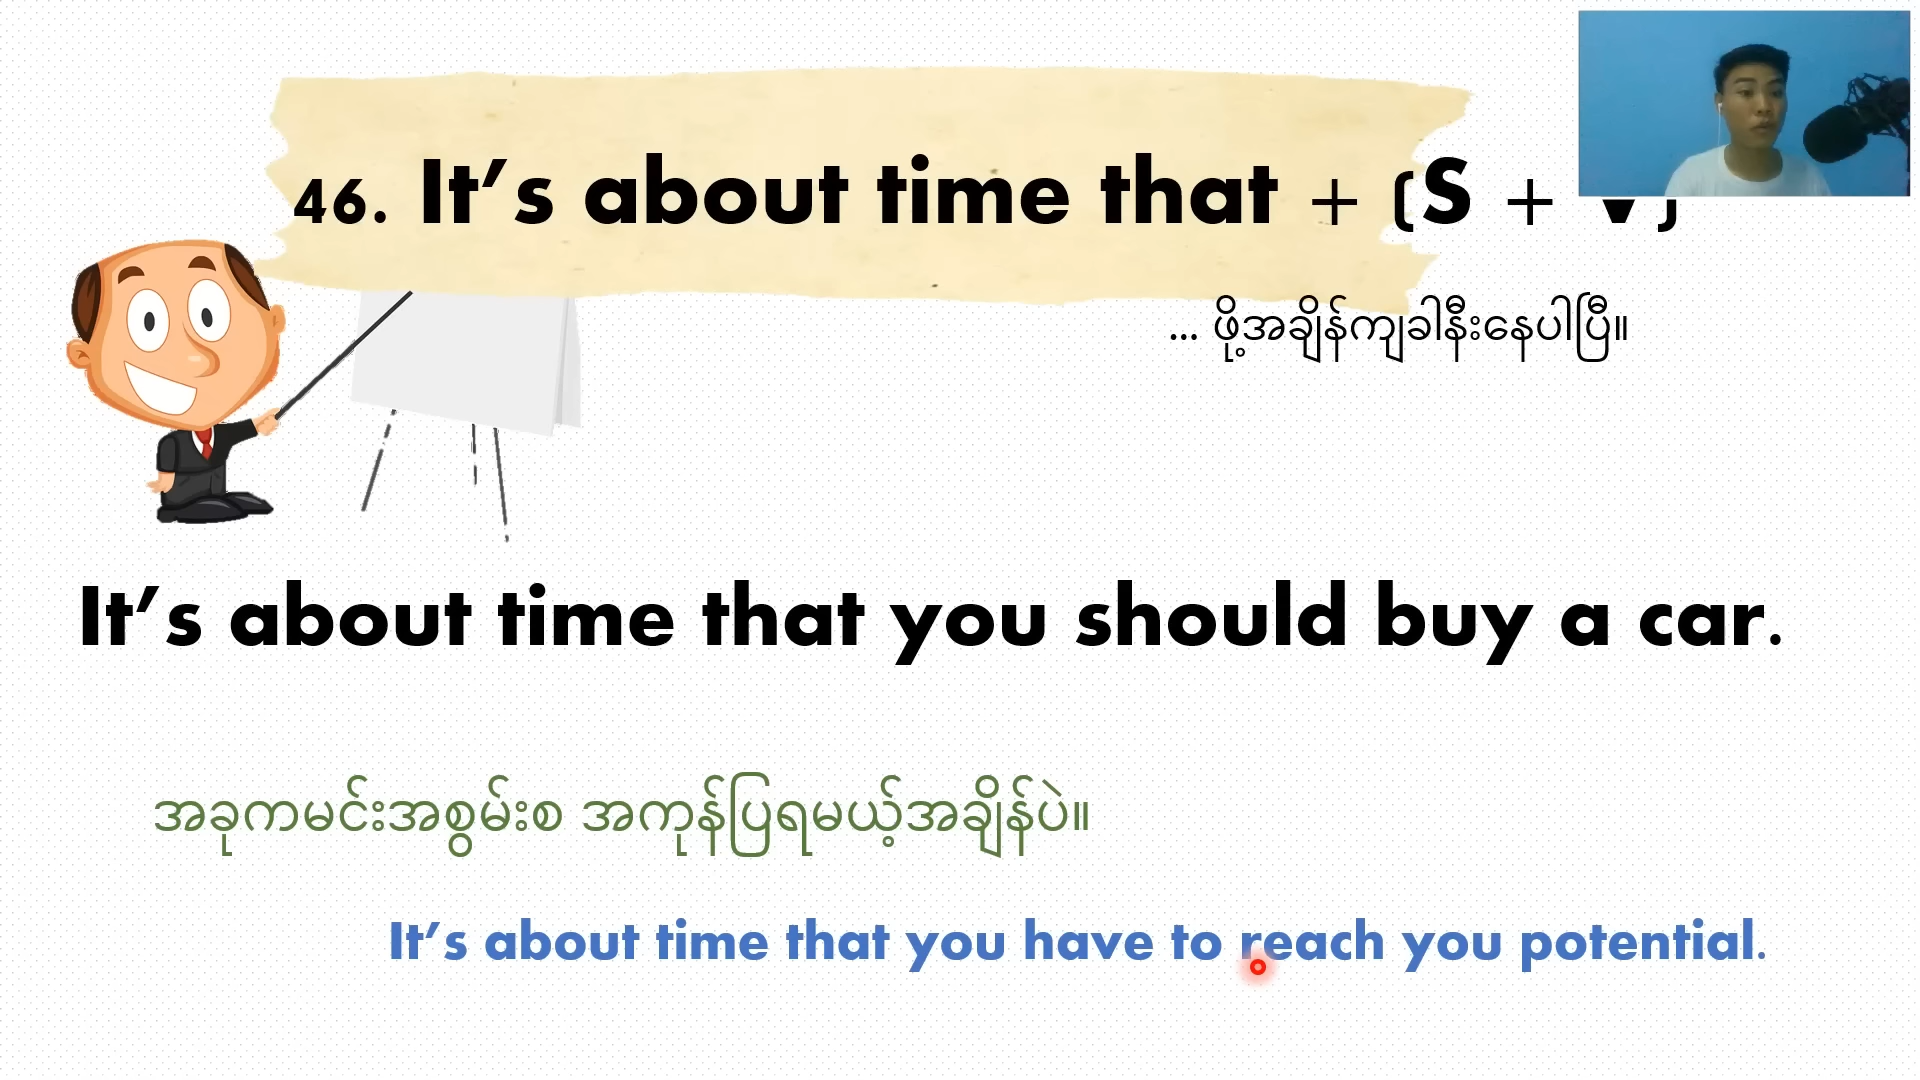 46. It’s about time that + (S + V)
... ဖို့အချိန်ကျခါနီးနေပါပြီ။
It’s about time that you should buy a car.
အခုကမင်းအစွမ်းစ အကုန်ပြရမယ့်အချိန်ပဲ။
It’s about time that you have to reach you potential.